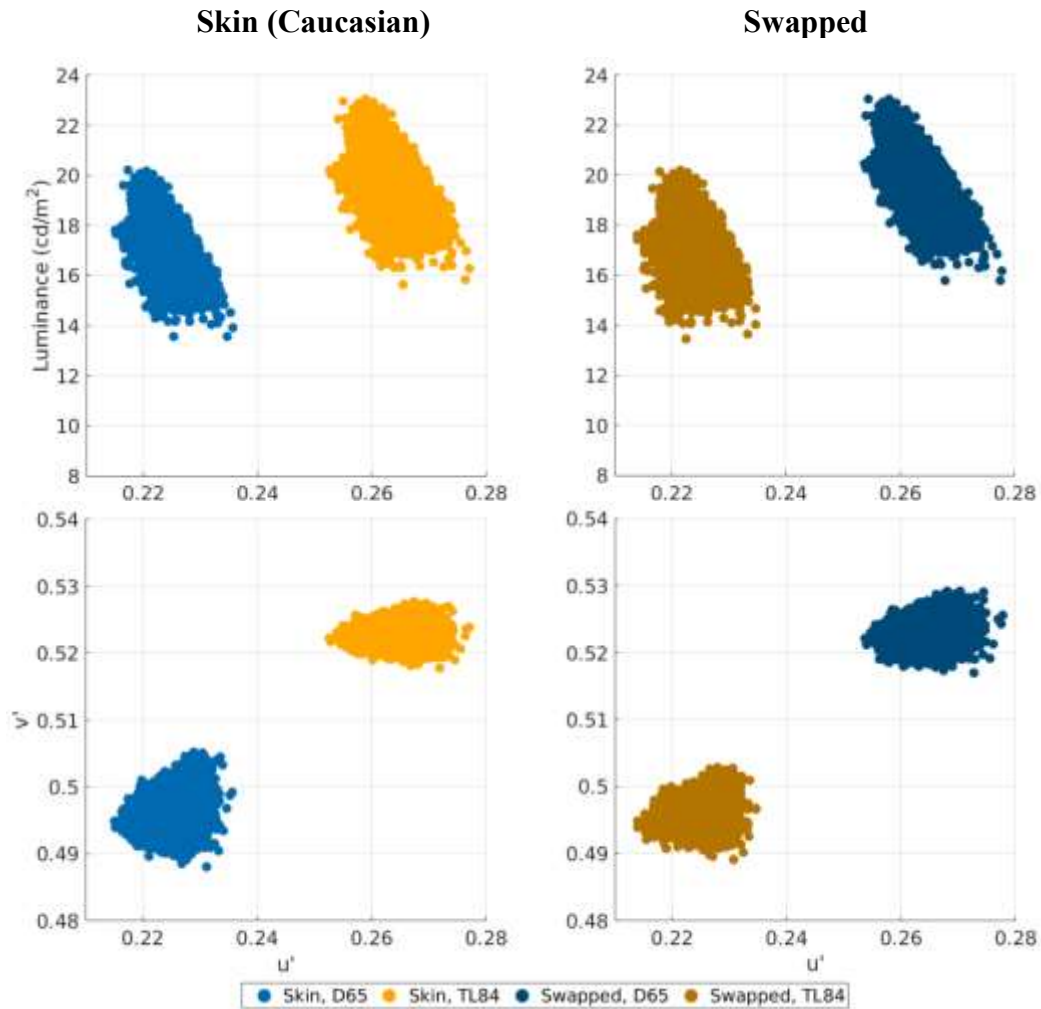 Skin (Caucasian) Swapped
24 24
22 22
20 20
18 18
16 16
14 14
12 12
10 10
8 8
Luminance (cd/m²)
0.22 0.24 0.26 0.28 0.22 0.24 0.26 0.28
0.54 0.54
0.53 0.53
0.52 0.52
0.51 0.51
0.5 0.5
0.49 0.49
0.48 0.48
v'
0.22 0.24 0.26 0.28 0.22 0.24 0.26 0.28
u' u'
Skin, D65 Skin, TL84 Swapped, D65 Swapped, TL84